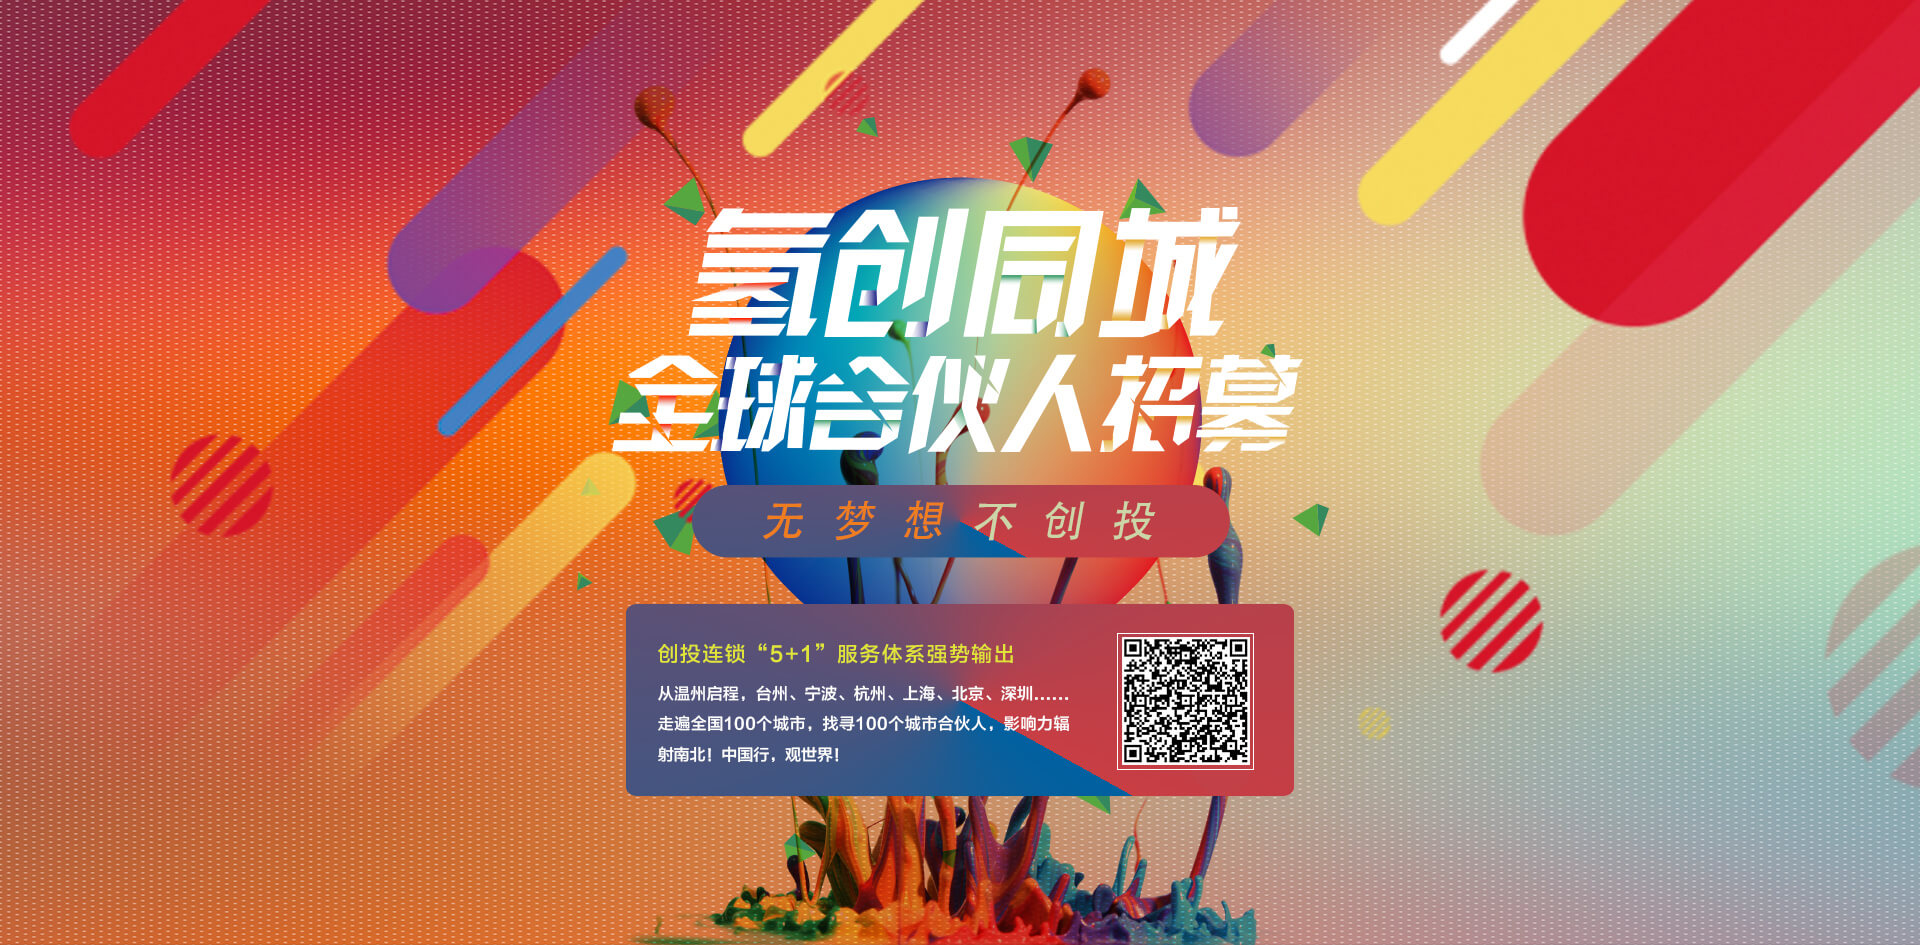 氢创同城
全球合伙人招募
无梦想不创投
创投连锁“5+1”服务体系强势输出
从温州启程，台州、宁波、杭州、上海、北京、深圳……
走遍全国100个城市，找寻100个城市合伙人，影响力辐
射南北！中国行，观世界！